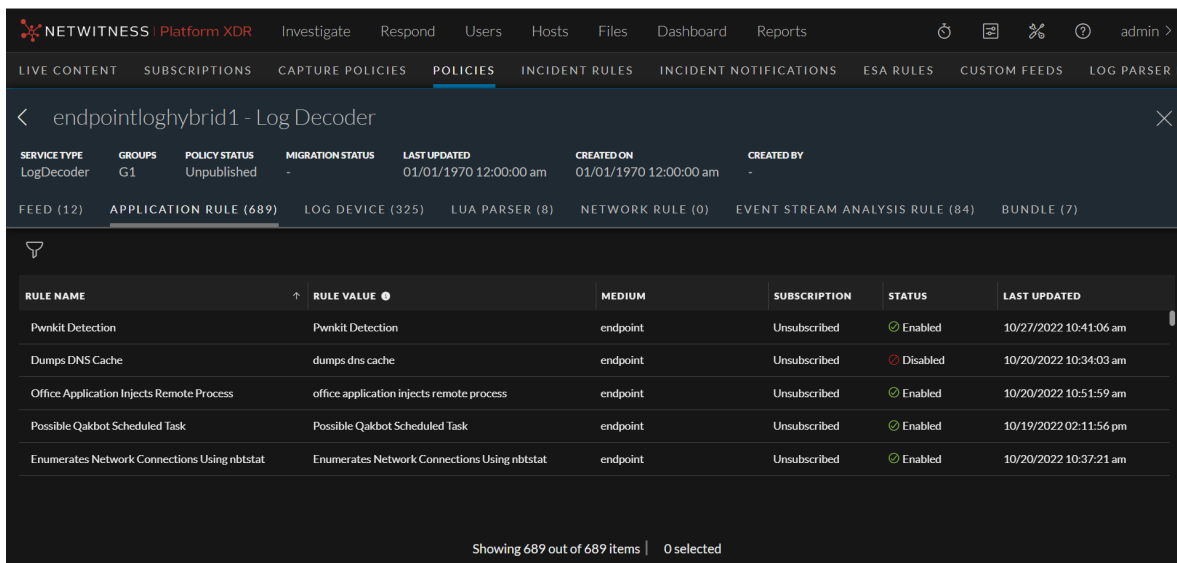 NETWITNESS Platform XDR Investigate Respond Users Hosts Files Dashboard Reports admin >
LIVE CONTENT SUBSCRIPTIONS CAPTURE POLICIES POLICIES INCIDENT RULES INCIDENT NOTIFICATIONS ESA RULES CUSTOM FEEDS LOG PARSER
endpointloghybrid1 - Log Decoder
SERVICE TYPE GROUPS POLICY STATUS MIGRATION STATUS LAST UPDATED CREATED ON CREATED BY
LogDecoder G1 Unpublished - 01/01/1970 12:00:00 am 01/01/1970 12:00:00 am -
FEED (12) APPLICATION RULE (689) LOG DEVICE (325) LUA PARSER (8) NETWORK RULE (0) EVENT STREAM ANALYSIS RULE (84) BUNDLE (7)
RULE NAME ↑ RULE VALUE MEDIUM SUBSCRIPTION STATUS LAST UPDATED
Pwnkit Detection Pwnkit Detection endpoint Unsubscribed Enabled 10/27/2022 10:41:06 am
Dumps DNS Cache dumps dns cache endpoint Unsubscribed Disabled 10/20/2022 10:34:03 am
Office Application Injects Remote Process office application injects remote process endpoint Unsubscribed Enabled 10/20/2022 10:51:59 am
Possible Qakbot Scheduled Task Possible Qakbot Scheduled Task endpoint Unsubscribed Enabled 10/19/2022 02:11:56 pm
Enumerates Network Connections Using nbtstat Enumerates Network Connections Using nbtstat endpoint Unsubscribed Enabled 10/20/2022 10:37:21 am
Showing 689 out of 689 items | 0 selected